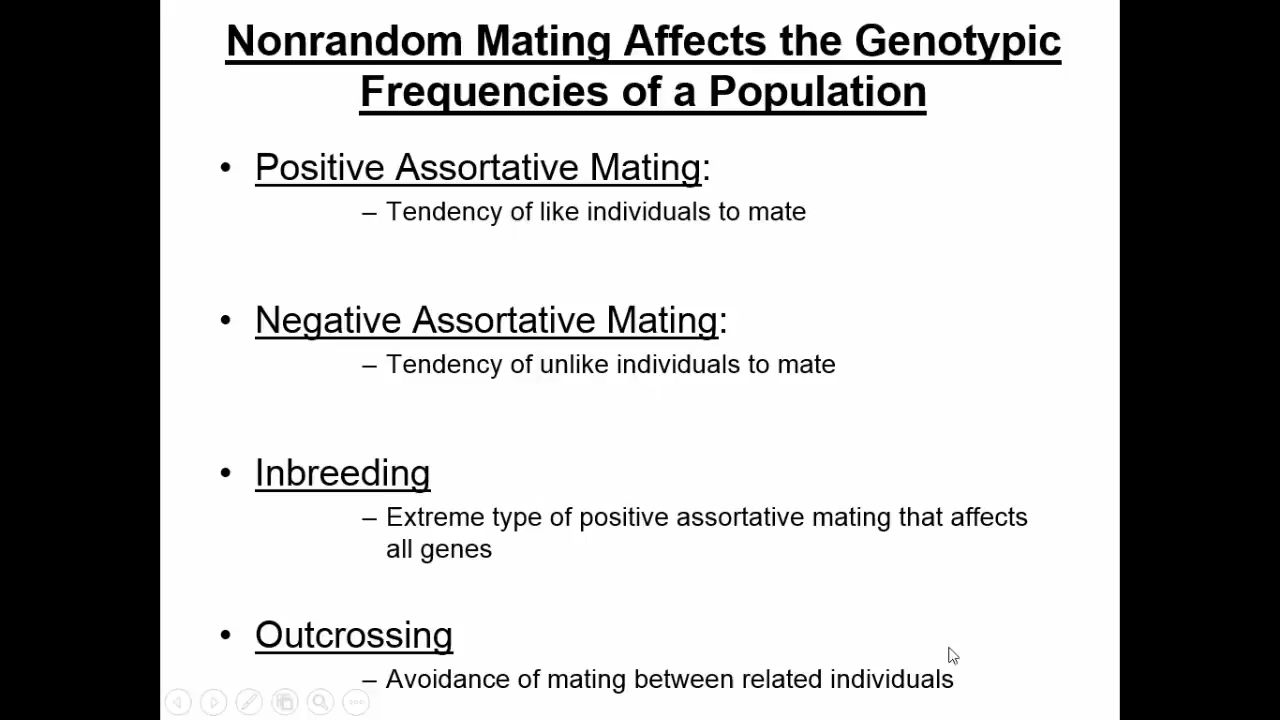 Nonrandom Mating Affects the Genotypic
Frequencies of a Population
• Positive Assortative Mating:
– Tendency of like individuals to mate
• Negative Assortative Mating:
– Tendency of unlike individuals to mate
• Inbreeding
– Extreme type of positive assortative mating that affects
all genes
• Outcrossing
– Avoidance of mating between related individuals